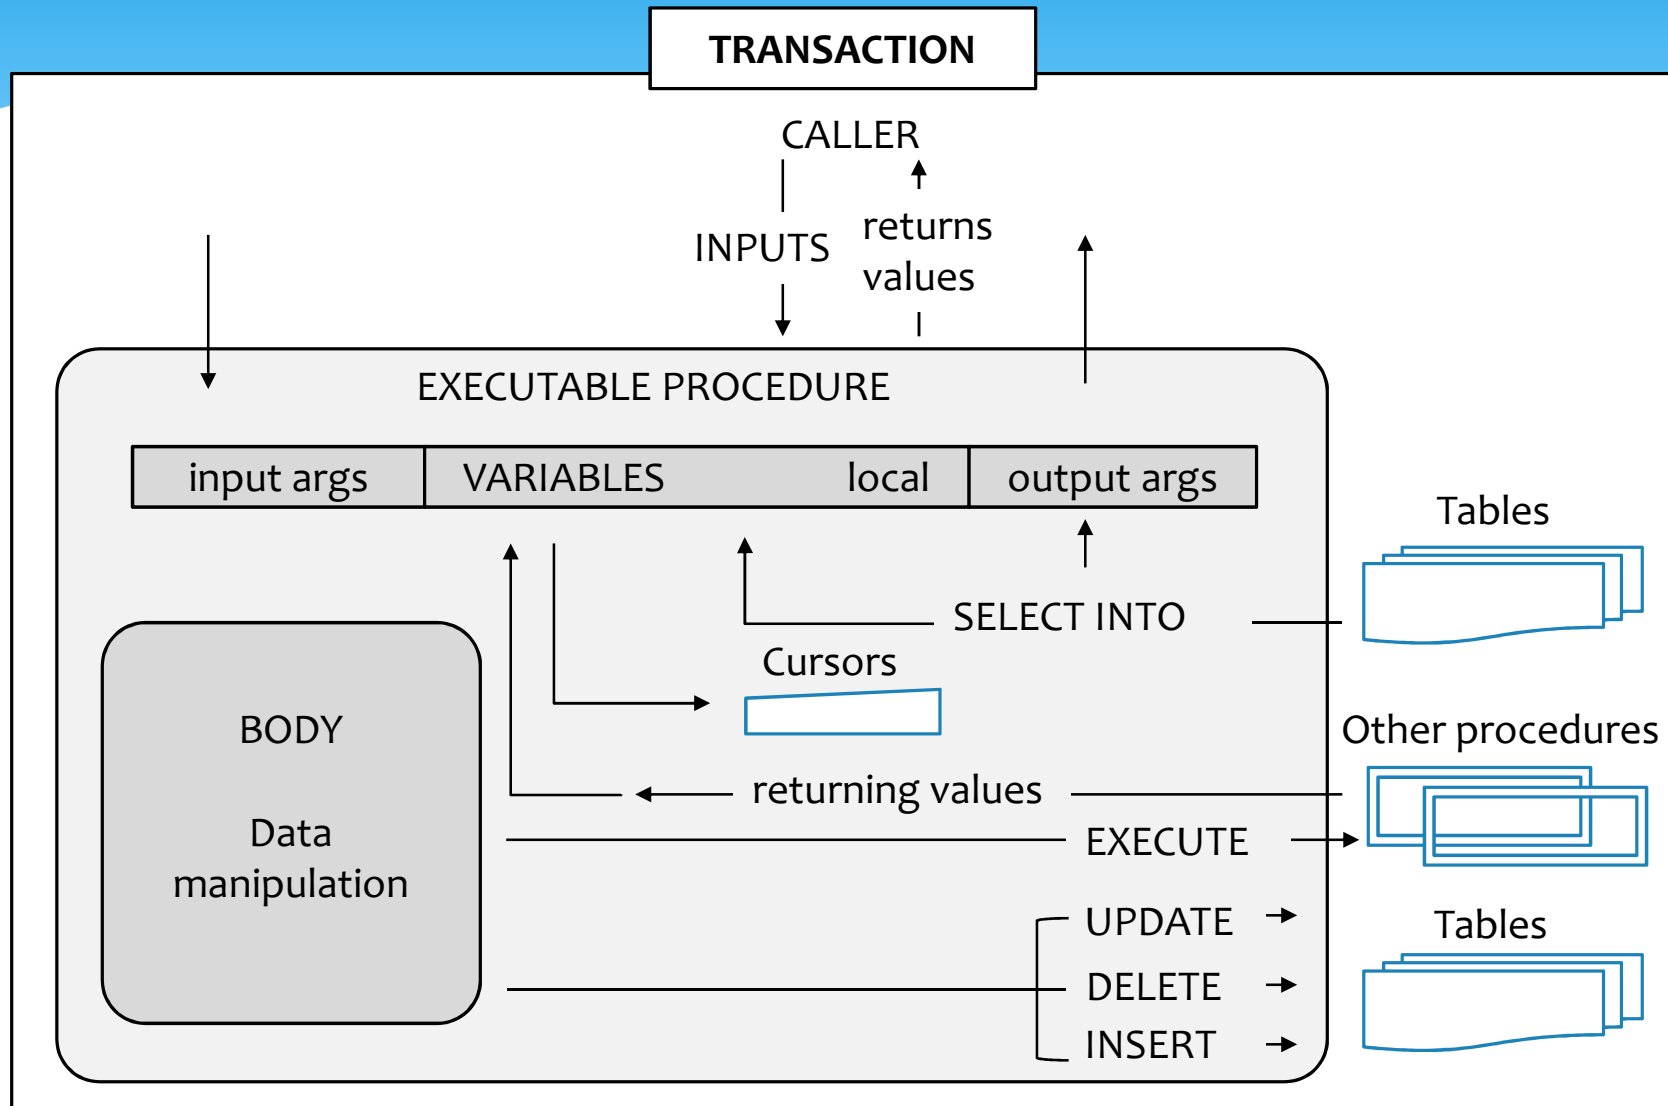 TRANSACTION
CALLER
INPUTS
returns
values
EXECUTABLE PROCEDURE
input args
VARIABLES
local
output args
Tables
SELECT INTO
Cursors
BODY
Data
manipulation
Other procedures
returning values
EXECUTE
UPDATE
DELETE
INSERT
Tables